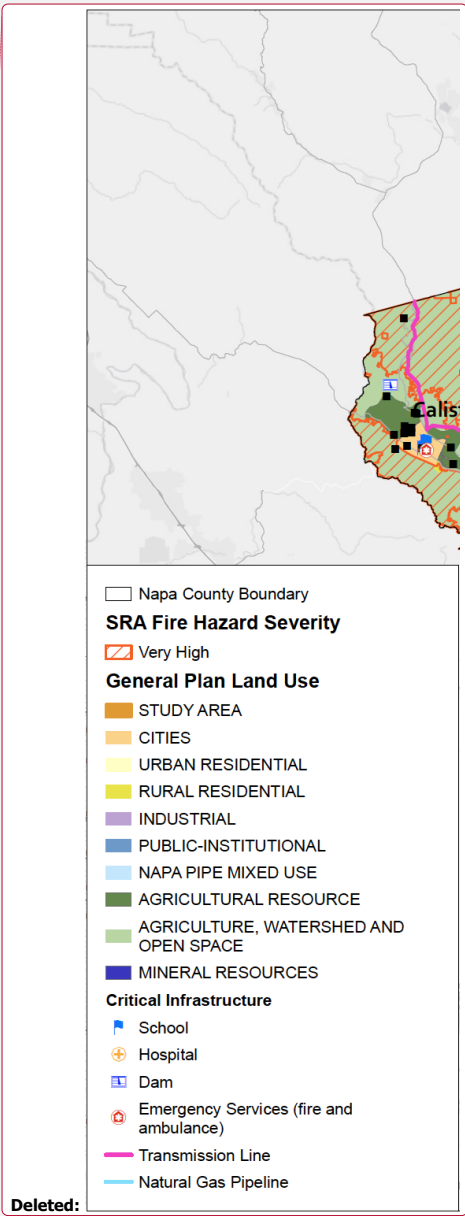 Calist
Napa County Boundary
SRA Fire Hazard Severity
Very High
General Plan Land Use
STUDY AREA
CITIES
URBAN RESIDENTIAL
RURAL RESIDENTIAL
INDUSTRIAL
PUBLIC-INSTITUTIONAL
NAPA PIPE MIXED USE
AGRICULTURAL RESOURCE
AGRICULTURE, WATERSHED AND
OPEN SPACE
MINERAL RESOURCES
Critical Infrastructure
School
Hospital
Dam
Emergency Services (fire and
ambulance)
Transmission Line
Natural Gas Pipeline
Deleted: